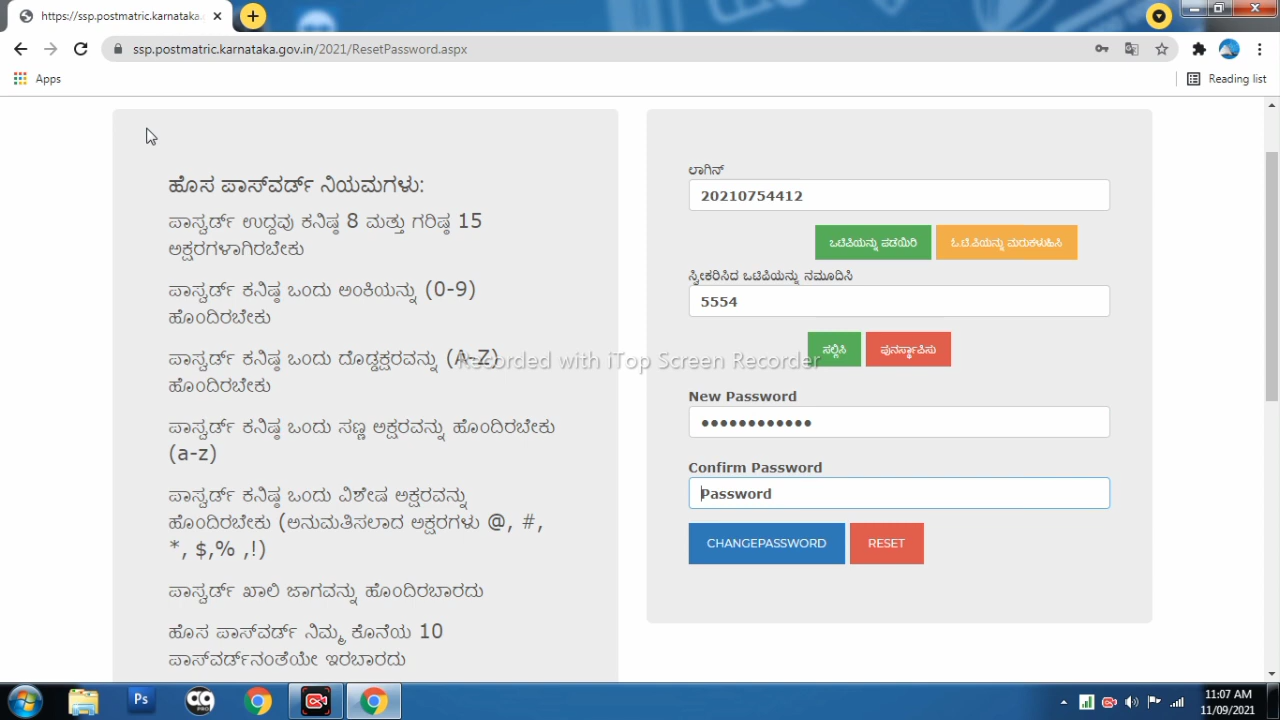 https://ssp.postmatric.karnataka.
ssp.postmatric.karnataka.gov.in/2021/ResetPassword.aspx
Apps
Reading list
ಹೊಸ ಪಾಸ್‌ವರ್ಡ್ ನಿಯಮಗಳು:
ಪಾಸ್ವರ್ಡ್ ಉದ್ದವು ಕನಿಷ್ಠ 8 ಮತ್ತು ಗರಿಷ್ಠ 15
ಅಕ್ಷರಗಳಾಗಿರಬೇಕು
ಪಾಸ್ವರ್ಡ್ ಕನಿಷ್ಠ ಒಂದು ಅಂಕಿಯನ್ನು (0-9)
ಹೊಂದಿರಬೇಕು
ಪಾಸ್ವರ್ಡ್ ಕನಿಷ್ಠ ಒಂದು ದೊಡ್ಡಕ್ಷರವನ್ನು (A-Z)
ಹೊಂದಿರಬೇಕು
ಪಾಸ್ವರ್ಡ್ ಕನಿಷ್ಠ ಒಂದು ಸಣ್ಣ ಅಕ್ಷರವನ್ನು ಹೊಂದಿರಬೇಕು
(a-z)
ಪಾಸ್ವರ್ಡ್ ಕನಿಷ್ಠ ಒಂದು ವಿಶೇಷ ಅಕ್ಷರವನ್ನು
ಹೊಂದಿರಬೇಕು (ಅನುಮತಿಸಲಾದ ಅಕ್ಷರಗಳು @, #,
*, $,% ,!)
ಪಾಸ್ವರ್ಡ್ ಖಾಲಿ ಜಾಗವನ್ನು ಹೊಂದಿರಬಾರದು
ಹೊಸ ಪಾಸ್‌ವರ್ಡ್ ನಿಮ್ಮ ಕೊನೆಯ 10
ಪಾಸ್‌ವರ್ಡ್‌ನಂತೆಯೇ ಇರಬಾರದು
ಲಾಗಿನ್
20210754412
ಒಟಿಪಿಯನ್ನು ಪಡೆಯಿರಿ
ಓ.ಟಿ.ಪಿಯನ್ನು ಮರುಕಳುಹಿಸಿ
ಸ್ವೀಕರಿಸಿದ ಒಟಿಪಿಯನ್ನು ನಮೂದಿಸಿ
5554
ಸಲ್ಲಿಸಿ
ಪುನರ್ಸ್ಥಾಪಿಸು
Recorded with iTop Screen Recorder
New Password
Confirm Password
Password
CHANGEPASSWORD
RESET
Ps
PRO
11:07 AM
11/09/2021